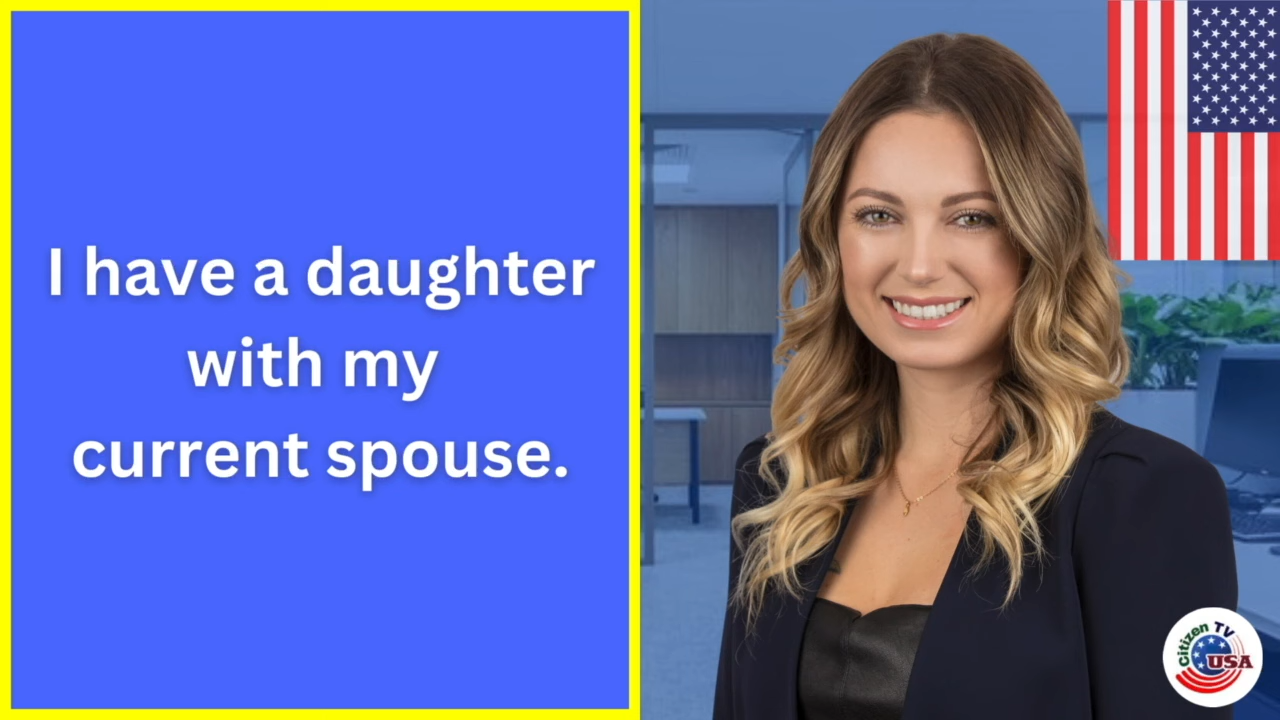 I have a daughter
with my
current spouse.
Citizen TV
USA